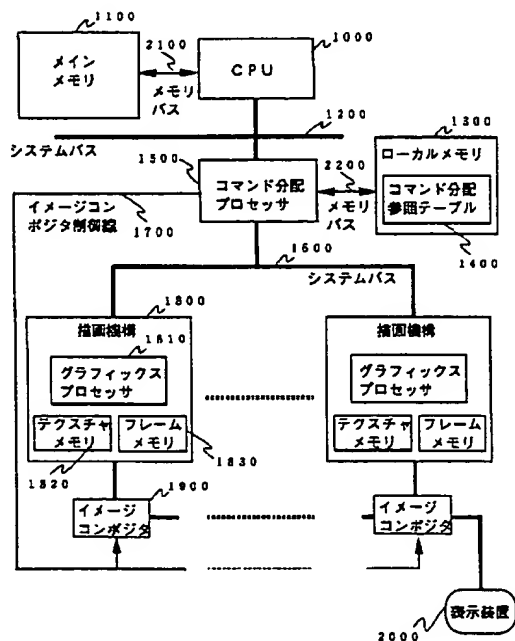 1100
メイン
メモリ
2100
メモリ
バス
1000
CPU
1200
システムバス
1500
コマンド分配
プロセッサ
2200
メモリ
バス
1300
ローカルメモリ
コマンド分配
参照テーブル
1400
イメージコン
ポジタ制御線
1700
1600
システムバス
1800
描画機構
1810
グラフィックス
プロセッサ
テクスチャ
メモリ
フレーム
メモリ
1820
1830
1900
イメージ
コンポジタ
描画機構
グラフィックス
プロセッサ
テクスチャ
メモリ
フレーム
メモリ
イメージ
コンポジタ
表示装置
2000